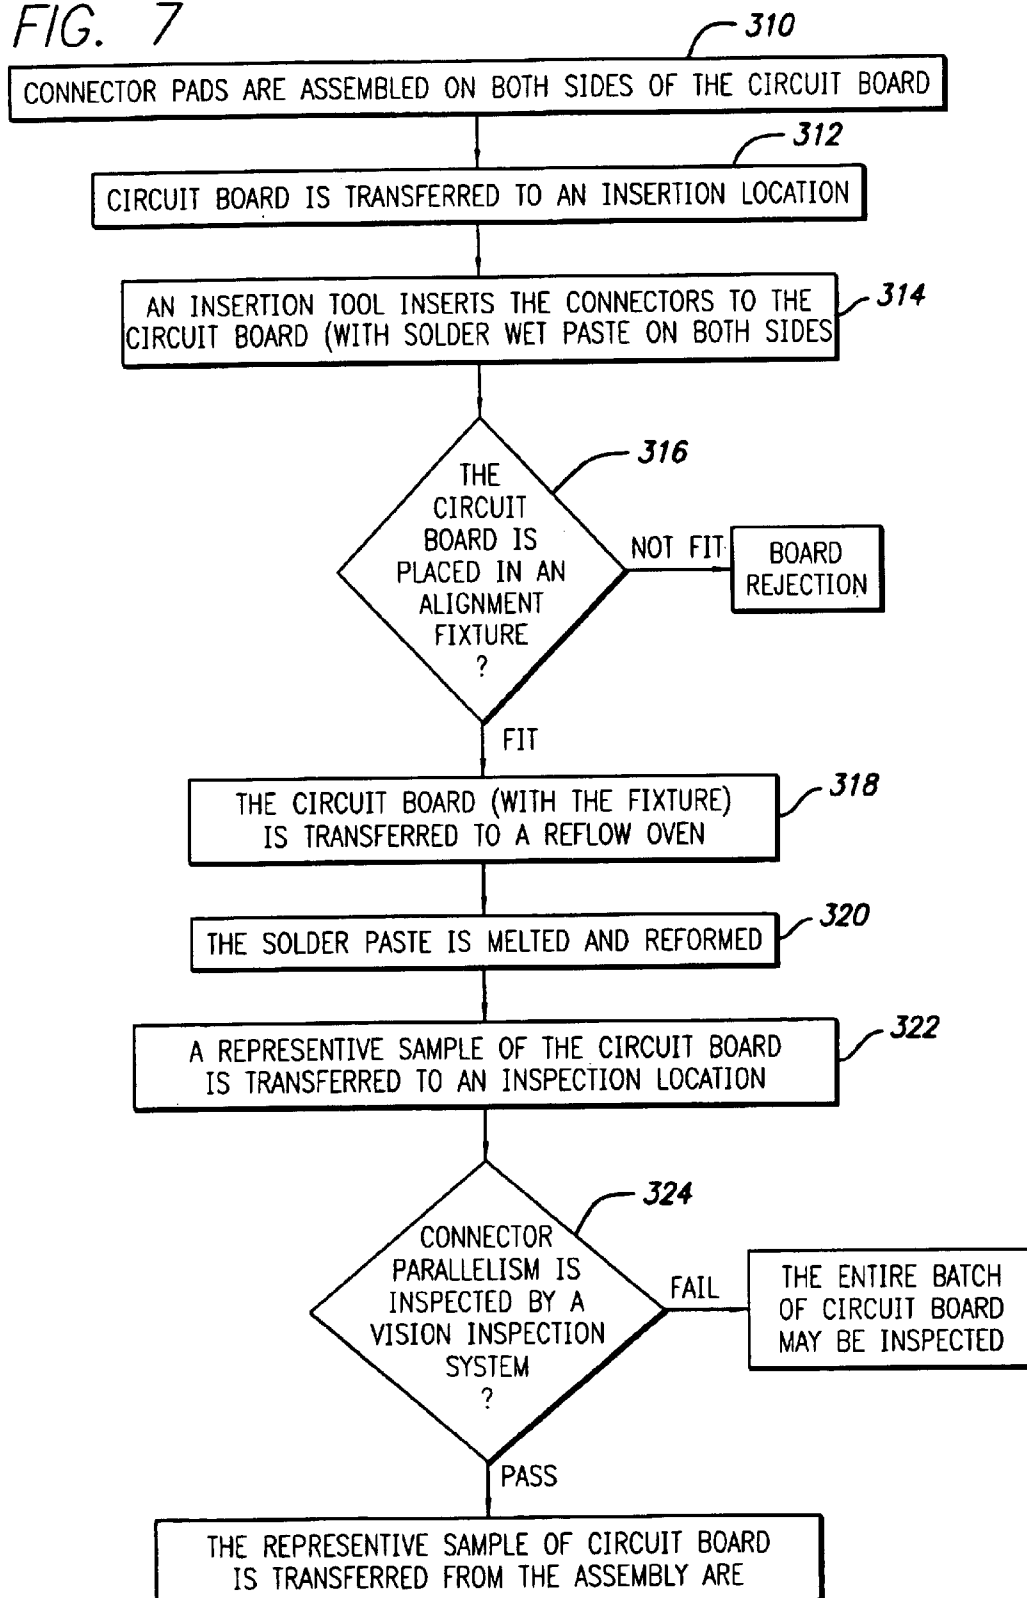 FIG. 7
310
CONNECTOR PADS ARE ASSEMBLED ON BOTH SIDES OF THE CIRCUIT BOARD
312
CIRCUIT BOARD IS TRANSFERRED TO AN INSERTION LOCATION
314
AN INSERTION TOOL INSERTS THE CONNECTORS TO THE
CIRCUIT BOARD (WITH SOLDER WET PASTE ON BOTH SIDES
316
THE
CIRCUIT
BOARD IS
PLACED IN AN
ALIGNMENT
FIXTURE
?
NOT FIT
BOARD
REJECTION
FIT
318
THE CIRCUIT BOARD (WITH THE FIXTURE)
IS TRANSFERRED TO A REFLOW OVEN
320
THE SOLDER PASTE IS MELTED AND REFORMED
322
A REPRESENTIVE SAMPLE OF THE CIRCUIT BOARD
IS TRANSFERRED TO AN INSPECTION LOCATION
324
CONNECTOR
PARALLELISM IS
INSPECTED BY A
VISION INSPECTION
SYSTEM
?
FAIL
THE ENTIRE BATCH
OF CIRCUIT BOARD
MAY BE INSPECTED
PASS
THE REPRESENTIVE SAMPLE OF CIRCUIT BOARD
IS TRANSFERRED FROM THE ASSEMBLY ARE